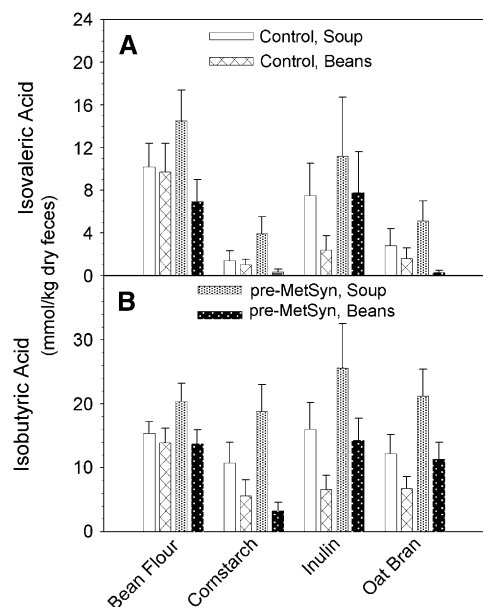 24
A
Control, Soup
20
Control, Beans
16
12
8
4
0
Isovaleric Acid
(mmol/kg dry feces)
B
pre-MetSyn, Soup
pre-MetSyn, Beans
30
20
10
0
Isobutyric Acid
Bean Flour
Cornstarch
Inulin
Oat Bran